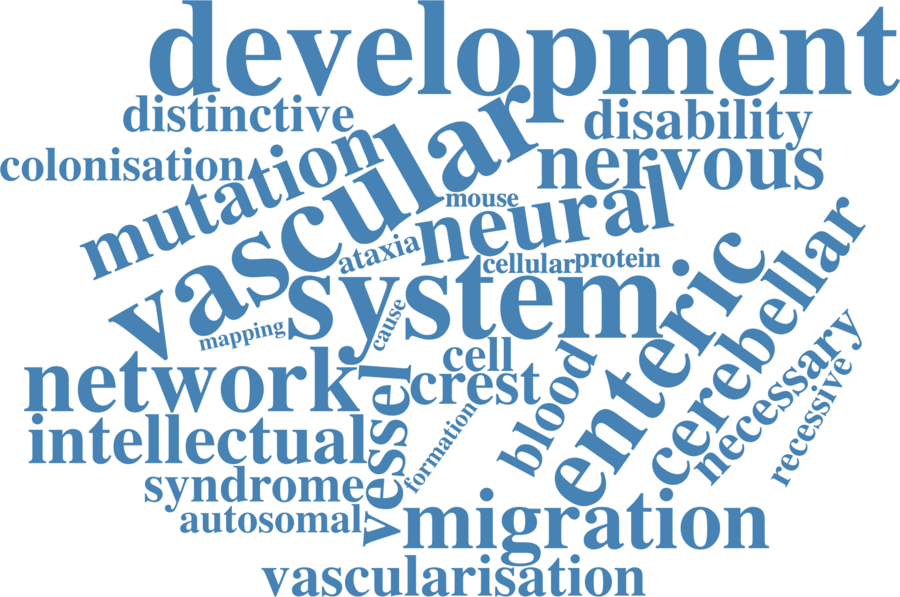 development
distinctive
disability
colonisation
mutation
vascular
nervous
mouse
neural
ataxia
cellular
protein
system
enteric
cerebellar
mapping
cause
network
cell
crest
blood
necessary
recessive
vessel
formation
intellectual
syndrome
autosomal
migration
vascularisation